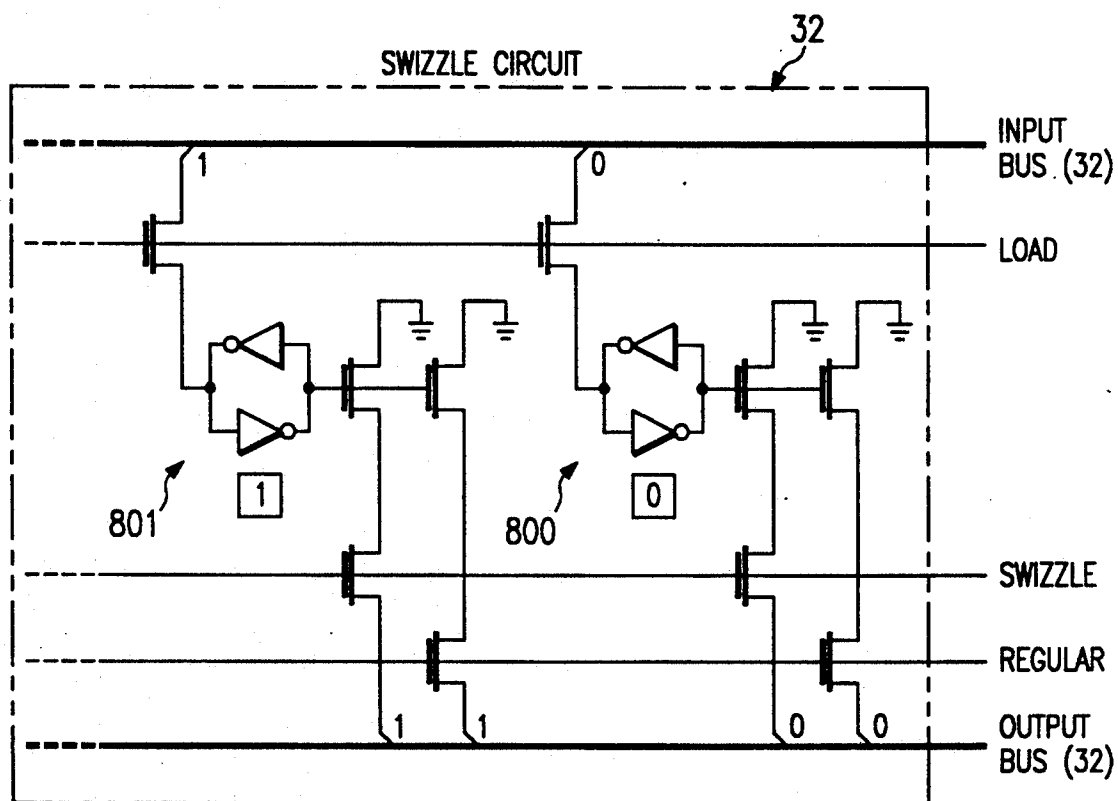 32
SWIZZLE CIRCUIT
INPUT
BUS (32)
1
0
LOAD
801
1
800
0
SWIZZLE
REGULAR
1
1
0
0
OUTPUT
BUS (32)